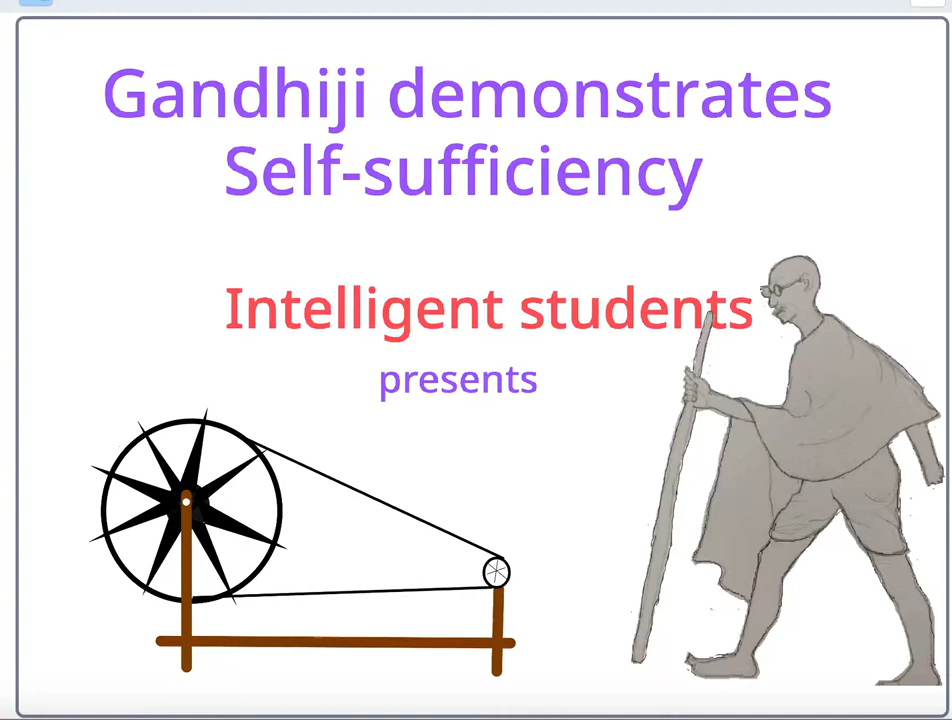 Gandhiji demonstrates
Self-sufficiency
Intelligent students
presents